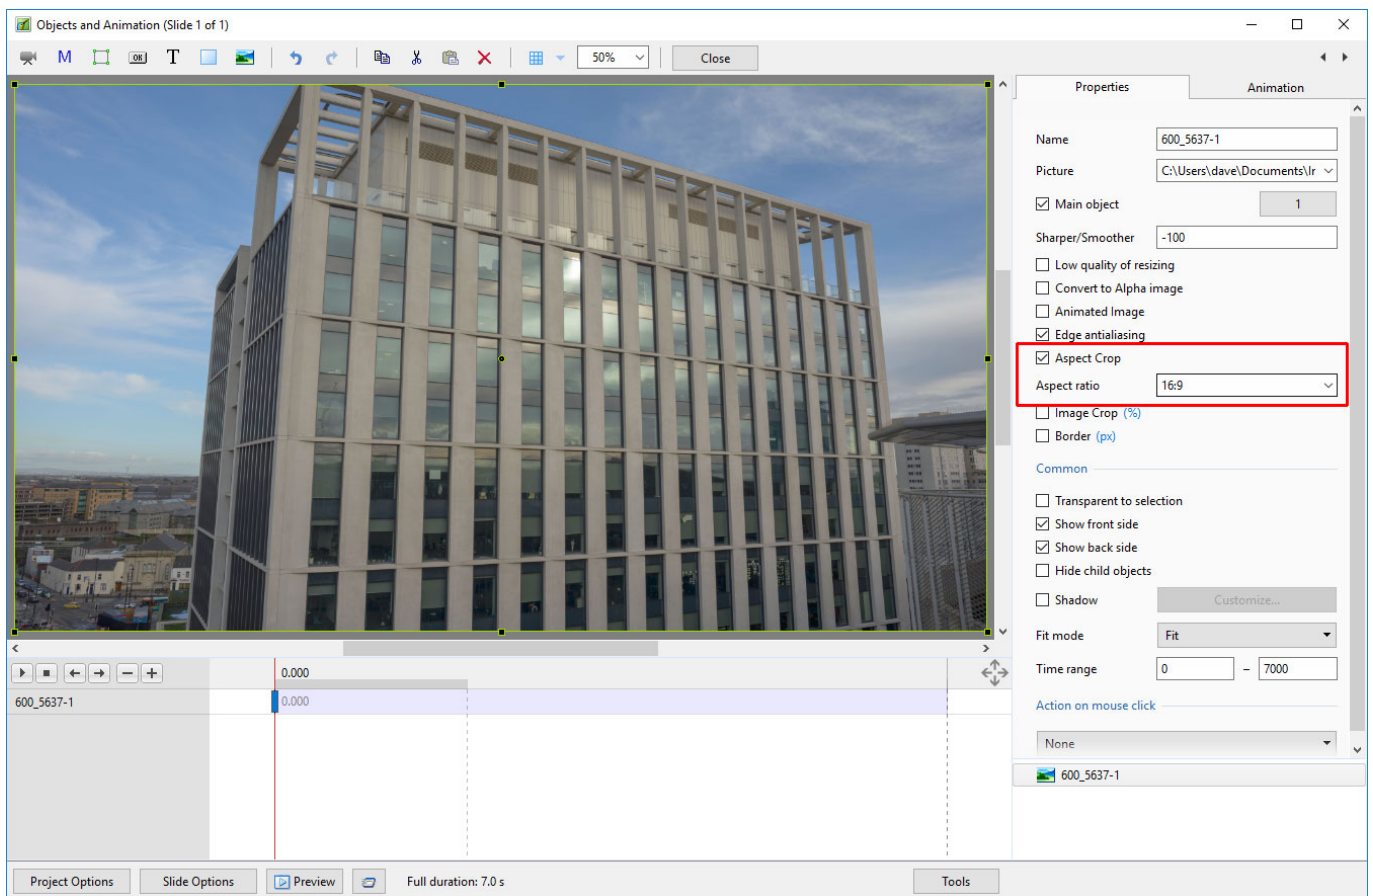 Objects and Animation (Slide 1 of 1)
M OK T 50% Close
Properties Animation
Name 600_5637-1
Picture C:\Users\dave\Documents\Ir
Main object 1
Sharper/Smoother -100
Low quality of resizing
Convert to Alpha image
Animated Image
Edge antialiasing
Aspect Crop
Aspect ratio 16:9
Image Crop (%)
Border (px)
Common
Transparent to selection
Show front side
Show back side
Hide child objects
Shadow Customize...
Fit mode Fit
Time range 0 – 7000
Action on mouse click
None
600_5637-1
0.000
600_5637-1 0.000
Project Options Slide Options Preview Full duration: 7.0 s Tools